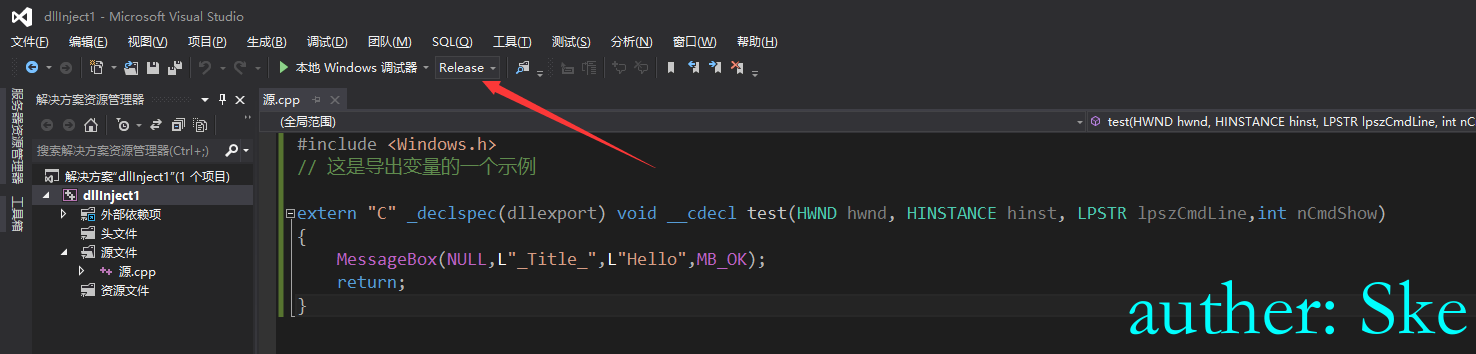 dllInject1 - Microsoft Visual Studio
文件(F) 编辑(E) 视图(V) 项目(P) 生成(B) 调试(D) 团队(M) SQL(Q) 工具(T) 测试(S) 分析(N) 窗口(W) 帮助(H)
本地 Windows 调试器 Release
服务器资源管理器
工具箱
解决方案资源管理器
搜索解决方案资源管理器(Ctrl+;)
解决方案"dllInject1"(1 个项目)
dllInject1
外部依赖项
头文件
源文件
源.cpp
资源文件
源.cpp
(全局范围) test(HWND hwnd, HINSTANCE hinst, LPSTR lpszCmdLine, int nC
#include <Windows.h>
// 这是导出变量的一个示例
extern "C" _declspec(dllexport) void __cdecl test(HWND hwnd, HINSTANCE hinst, LPSTR lpszCmdLine,int nCmdShow)
{
MessageBox(NULL,L"_Title_",L"Hello",MB_OK);
return;
}
auther: Ske